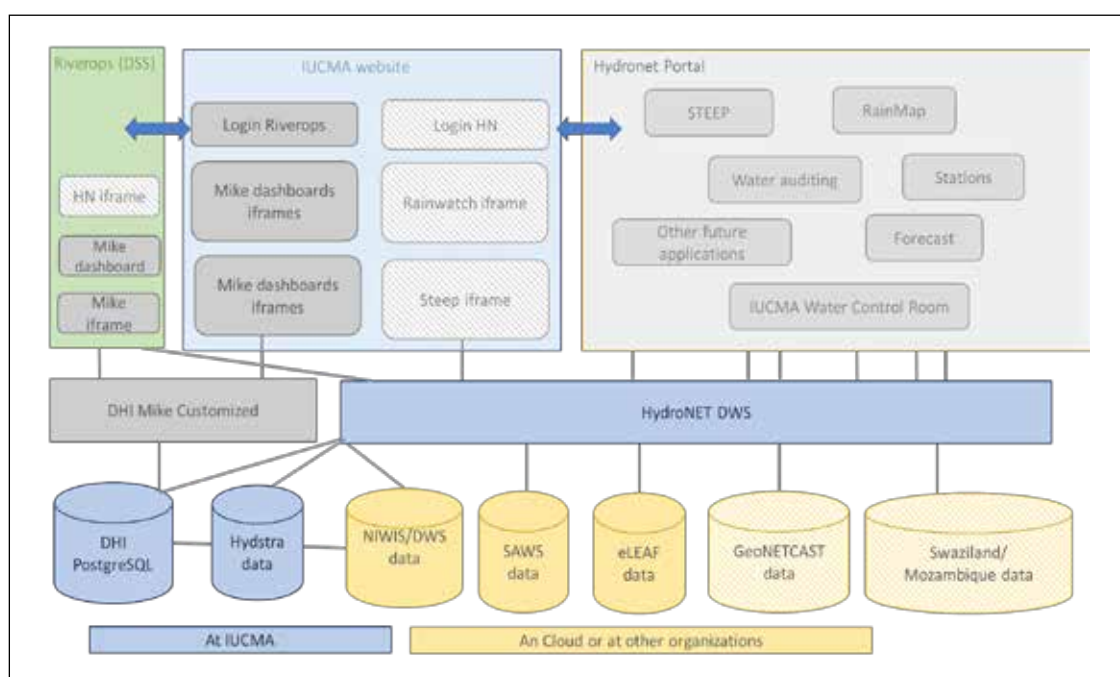 Riverops (DSS)
HN iframe
Mike
dashboard
Mike
iframe
IUCMA website
Login Riverops
Login HN
Mike dashboards
iframes
Rainwatch iframe
Mike dashboards
iframes
Steep iframe
Hydronet Portal
STEEP
RainMap
Water auditing
Stations
Other future
applications
Forecast
IUCMA Water Control Room
DHI Mike Customized
HydroNET DWS
DHI
PostgreSQL
Hydstra
data
NIWIS/DWS
data
SAWS
data
eLEAF
data
GeoNETCAST
data
Swaziland/
Mozambique data
At IUCMA
An Cloud or at other organizations